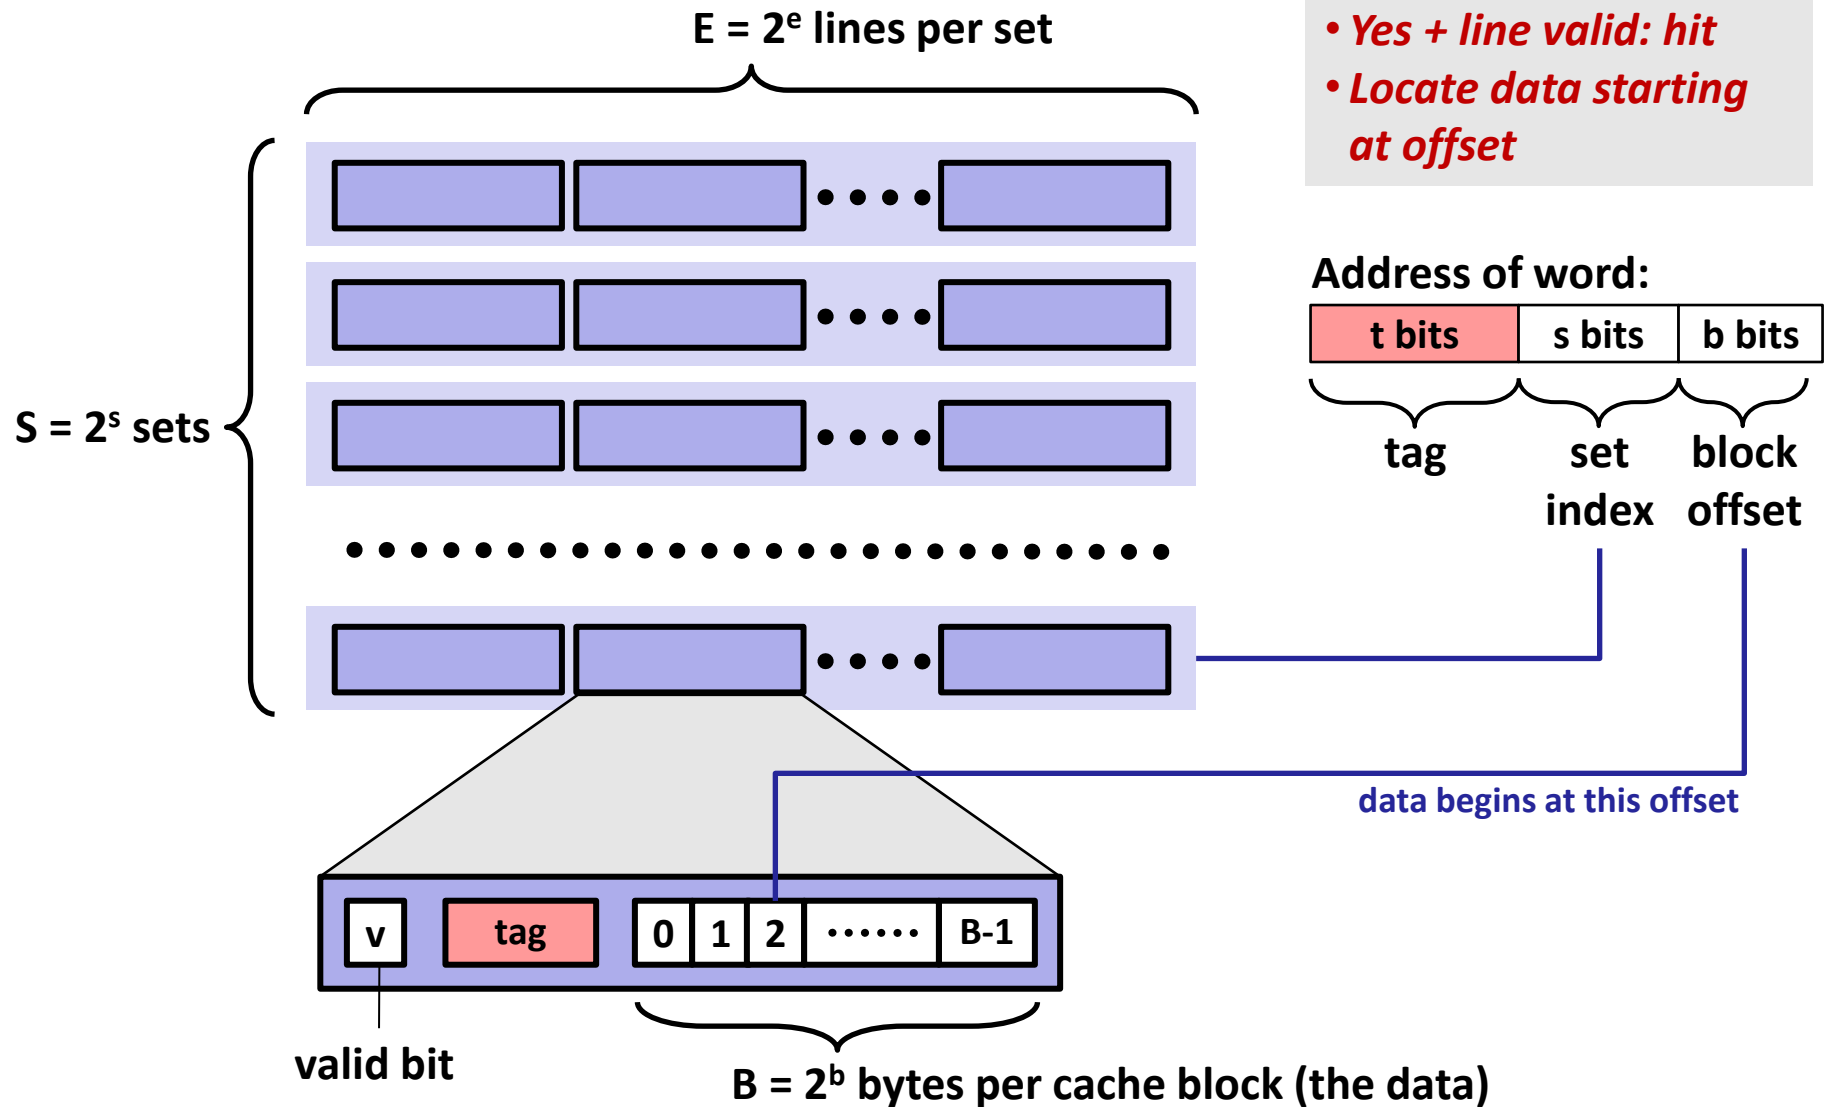 E = 2ᵉ lines per set
• Yes + line valid: hit
• Locate data starting
at offset
Address of word:
t bits s bits b bits
tag set block
index offset
S = 2ˢ sets
data begins at this offset
v tag 0 1 2 •••••• B-1
valid bit
B = 2ᵇ bytes per cache block (the data)